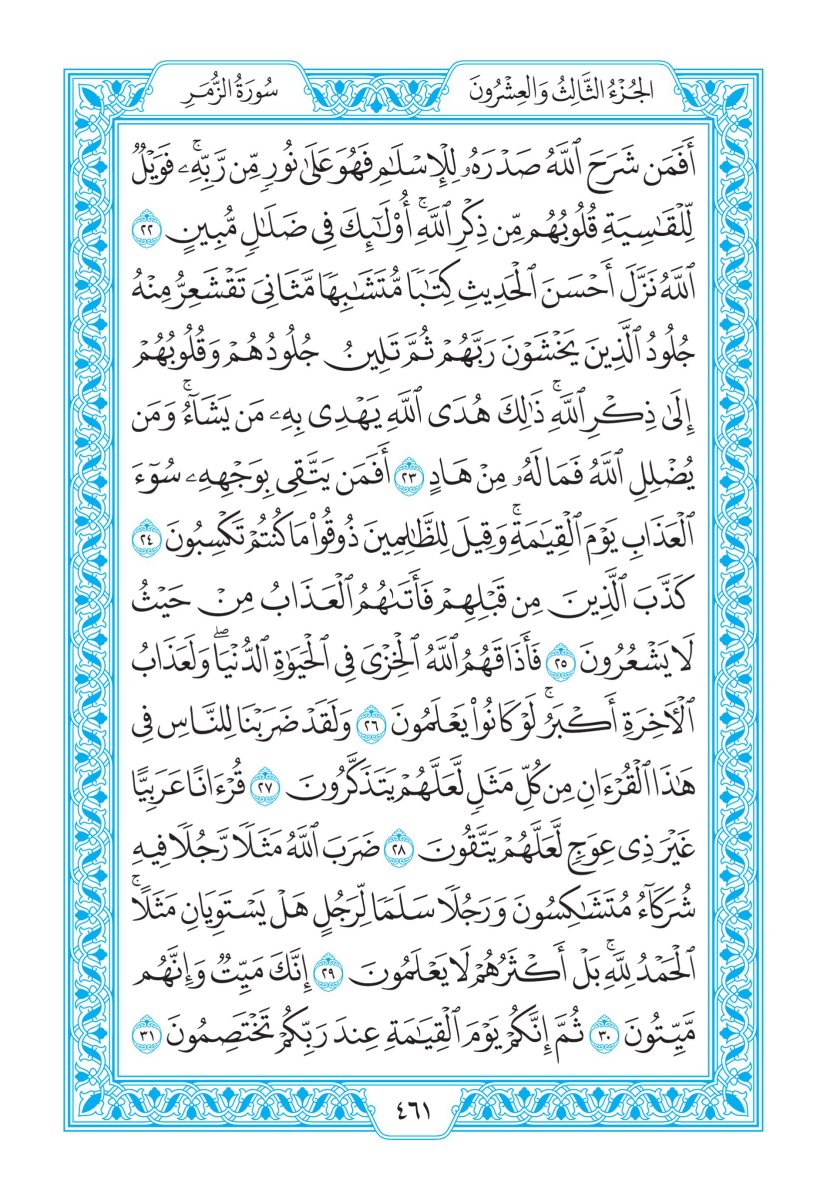 الجُزْءُ الثَّالِثُ وَالعِشْرُونَ
سُورَةُ الزُّمَرِ
أَفَمَن شَرَحَ ٱللَّهُ صَدْرَهُۥ لِلْإِسْلَٰمِ فَهُوَ عَلَىٰ نُورٖ مِّن رَّبِّهِۦۚ فَوَيْلٞ
لِّلْقَٰسِيَةِ قُلُوبُهُم مِّن ذِكْرِ ٱللَّهِۚ أُوْلَٰٓئِكَ فِي ضَلَٰلٖ مُّبِينٍ ٢٢
ٱللَّهُ نَزَّلَ أَحْسَنَ ٱلْحَدِيثِ كِتَٰبٗا مُّتَشَٰبِهٗا مَّثَانِيَ تَقْشَعِرُّ مِنْهُ
جُلُودُ ٱلَّذِينَ يَخْشَوْنَ رَبَّهُمْ ثُمَّ تَلِينُ جُلُودُهُمْ وَقُلُوبُهُمْ
إِلَىٰ ذِكْرِ ٱللَّهِۚ ذَٰلِكَ هُدَى ٱللَّهِ يَهْدِي بِهِۦ مَن يَشَآءُۚ وَمَن
يُضْلِلِ ٱللَّهُ فَمَا لَهُۥ مِنْ هَادٍ ٢٣ أَفَمَن يَتَّقِي بِوَجْهِهِۦ سُوٓءَ
ٱلْعَذَابِ يَوْمَ ٱلْقِيَٰمَةِۚ وَقِيلَ لِلظَّٰلِمِينَ ذُوقُواْ مَا كُنتُمْ تَكْسِبُونَ ٢٤
كَذَّبَ ٱلَّذِينَ مِن قَبْلِهِمْ فَأَتَىٰهُمُ ٱلْعَذَابُ مِنْ حَيْثُ
لَا يَشْعُرُونَ ٢٥ فَأَذَاقَهُمُ ٱللَّهُ ٱلْخِزْيَ فِي ٱلْحَيَوٰةِ ٱلدُّنْيَاۖ وَلَعَذَابُ
ٱلْأٓخِرَةِ أَكْبَرُۚ لَوْ كَانُواْ يَعْلَمُونَ ٢٦ وَلَقَدْ ضَرَبْنَا لِلنَّاسِ فِي
هَٰذَا ٱلْقُرْءَانِ مِن كُلِّ مَثَلٖ لَّعَلَّهُمْ يَتَذَكَّرُونَ ٢٧ قُرْءَانًا عَرَبِيًّا
غَيْرَ ذِي عِوَجٖ لَّعَلَّهُمْ يَتَّقُونَ ٢٨ ضَرَبَ ٱللَّهُ مَثَلٗا رَّجُلٗا فِيهِ
شُرَكَآءُ مُتَشَٰكِسُونَ وَرَجُلٗا سَلَمٗا لِّرَجُلٍ هَلْ يَسْتَوِيَانِ مَثَلًاۚ
ٱلْحَمْدُ لِلَّهِۚ بَلْ أَكْثَرُهُمْ لَا يَعْلَمُونَ ٢٩ إِنَّكَ مَيِّتٞ وَإِنَّهُم
مَّيِّتُونَ ٣٠ ثُمَّ إِنَّكُمْ يَوْمَ ٱلْقِيَٰمَةِ عِندَ رَبِّكُمْ تَخْتَصِمُونَ ٣١
٤٦١